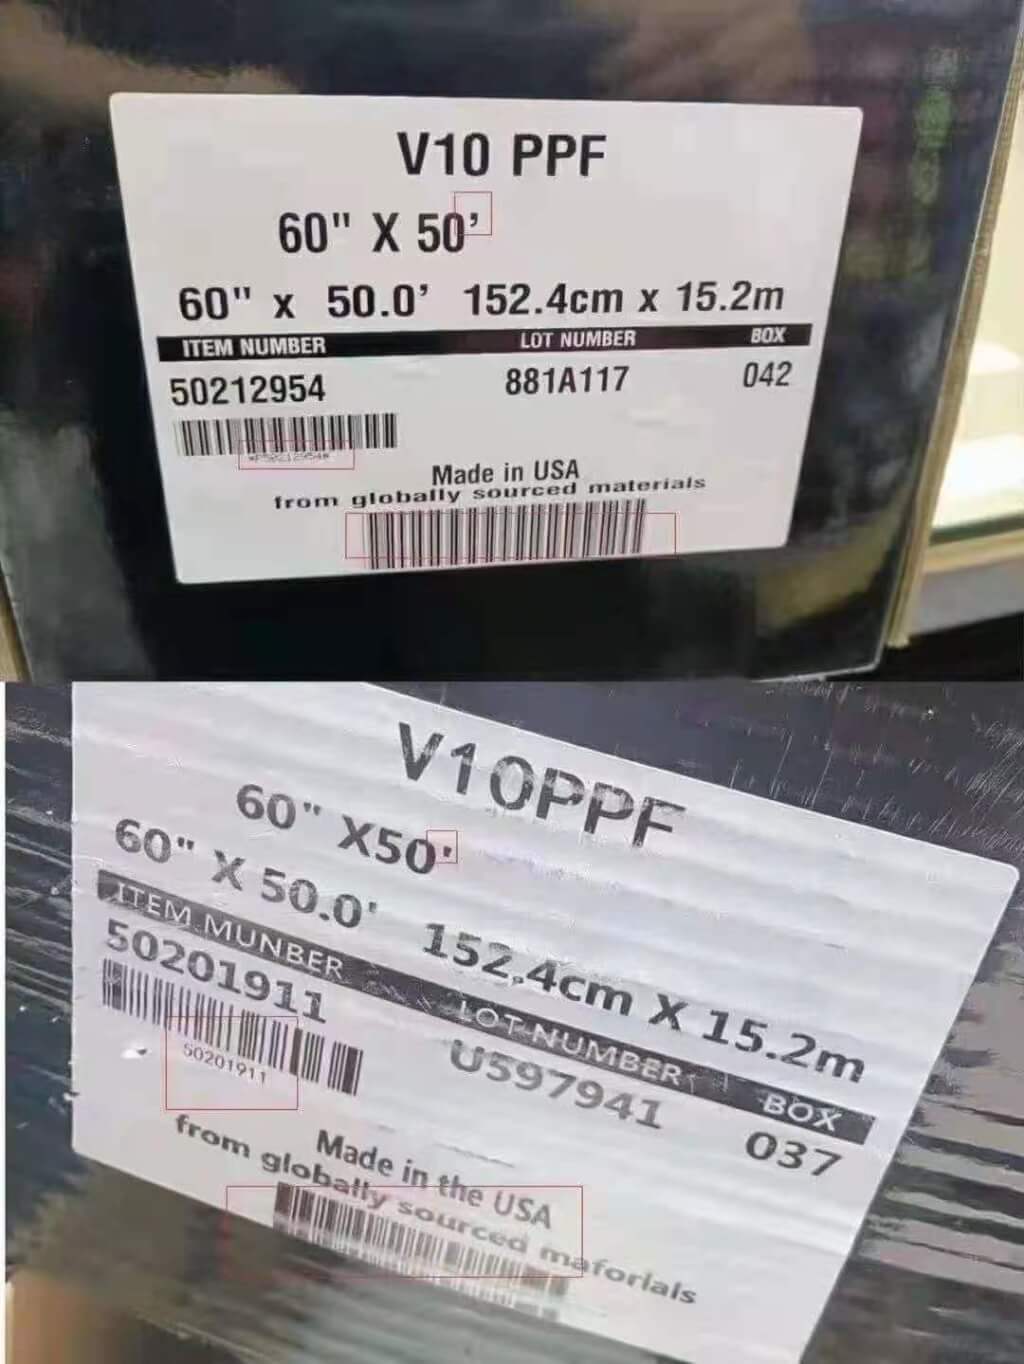 V10 PPF
60" X 50'
60" x 50.0' 152.4cm x 15.2m
ITEM NUMBER LOT NUMBER BOX
50212954 881A117 042
*P50212954*
Made in USA
from globally sourced materials
V10PPF
60" X50'
60" X 50.0' 152,4cm X 15.2m
ITEM MUNBER LOT NUMBER BOX
50201911 U597941 037
50201911
Made in the USA
from globally sourced maforlals